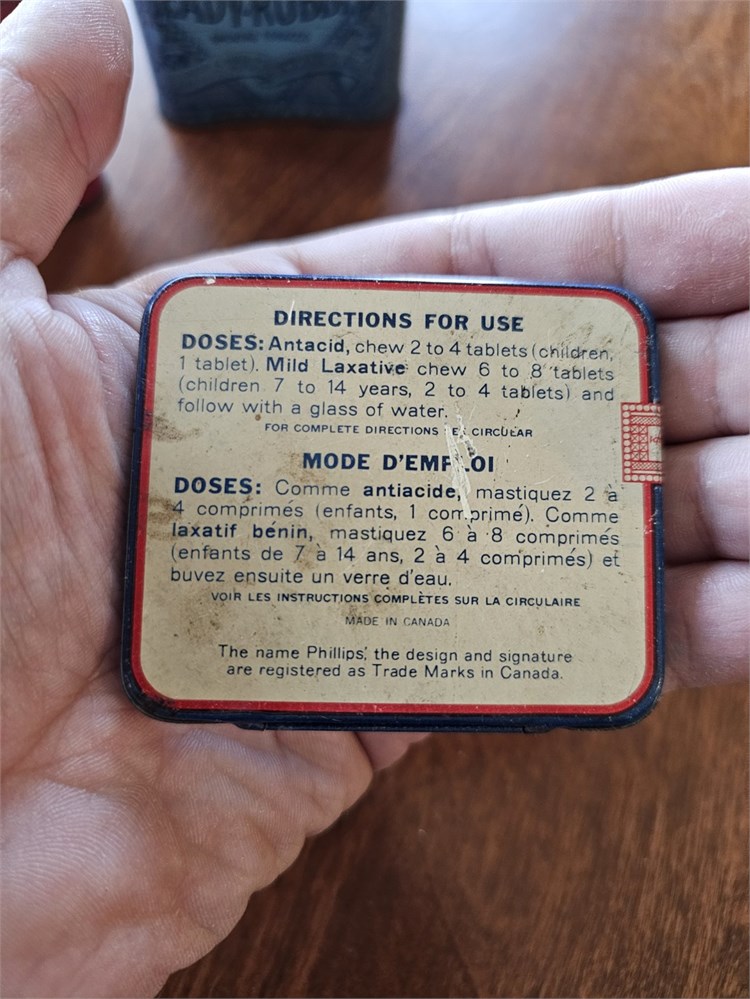 DIRECTIONS FOR USE
DOSES: Antacid, chew 2 to 4 tablets (children,
1 tablet). Mild Laxative chew 6 to 8 tablets
(children 7 to 14 years, 2 to 4 tablets) and
follow with a glass of water.
FOR COMPLETE DIRECTIONS CIRCULAR
MODE D'EMPLOI
DOSES: Comme antiacide, mastiquez 2 à
4 comprimés (enfants, 1 comprimé). Comme
laxatif bénin, mastiquez 6 à 8 comprimés
(enfants de 7 à 14 ans, 2 à 4 comprimés) et
buvez ensuite un verre d'eau.
VOIR LES INSTRUCTIONS COMPLÈTES SUR LA CIRCULAIRE
MADE IN CANADA
The name Phillips', the design and signature
are registered as Trade Marks in Canada.